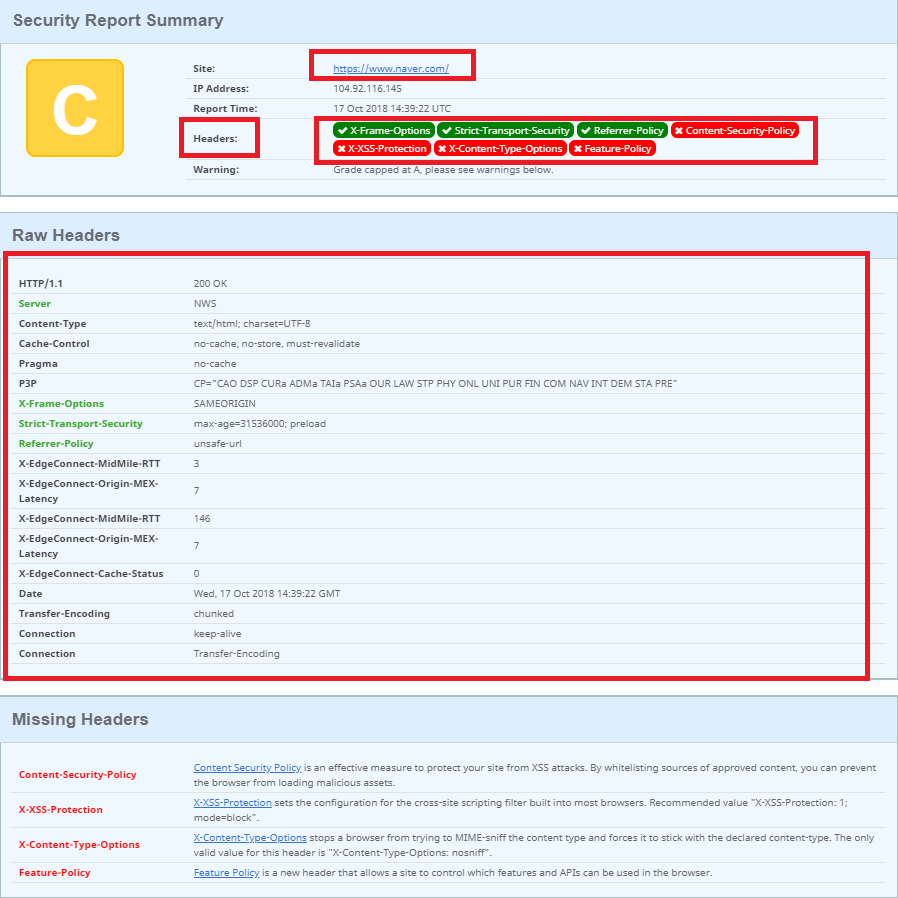 Security Report Summary
C
Site: https://www.naver.com/
IP Address: 104.92.116.145
Report Time: 17 Oct 2018 14:39:22 UTC
Headers: ✔ X-Frame-Options ✔ Strict-Transport-Security ✔ Referrer-Policy ✖ Content-Security-Policy
✖ X-XSS-Protection ✖ X-Content-Type-Options ✖ Feature-Policy
Warning: Grade capped at A, please see warnings below.
Raw Headers
HTTP/1.1 200 OK
Server NWS
Content-Type text/html; charset=UTF-8
Cache-Control no-cache, no-store, must-revalidate
Pragma no-cache
P3P CP="CAO DSP CURa ADMa TAIa PSAa OUR LAW STP PHY ONL UNI PUR FIN COM NAV INT DEM STA PRE"
X-Frame-Options SAMEORIGIN
Strict-Transport-Security max-age=31536000; preload
Referrer-Policy unsafe-url
X-EdgeConnect-MidMile-RTT 3
X-EdgeConnect-Origin-MEX-
Latency 7
X-EdgeConnect-MidMile-RTT 146
X-EdgeConnect-Origin-MEX-
Latency 7
X-EdgeConnect-Cache-Status 0
Date Wed, 17 Oct 2018 14:39:22 GMT
Transfer-Encoding chunked
Connection keep-alive
Connection Transfer-Encoding
Missing Headers
Content-Security-Policy Content Security Policy is an effective measure to protect your site from XSS attacks. By whitelisting sources of approved content, you can prevent
the browser from loading malicious assets.
X-XSS-Protection X-XSS-Protection sets the configuration for the cross-site scripting filter built into most browsers. Recommended value "X-XSS-Protection: 1;
mode=block".
X-Content-Type-Options X-Content-Type-Options stops a browser from trying to MIME-sniff the content type and forces it to stick with the declared content-type. The only
valid value for this header is "X-Content-Type-Options: nosniff".
Feature-Policy Feature Policy is a new header that allows a site to control which features and APIs can be used in the browser.